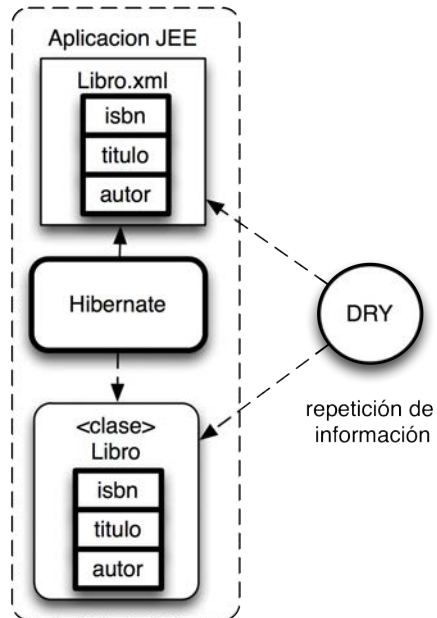 Aplicacion JEE
Libro.xml
isbn
titulo
autor
Hibernate
DRY
repetición de
información
<clase>
Libro
isbn
titulo
autor